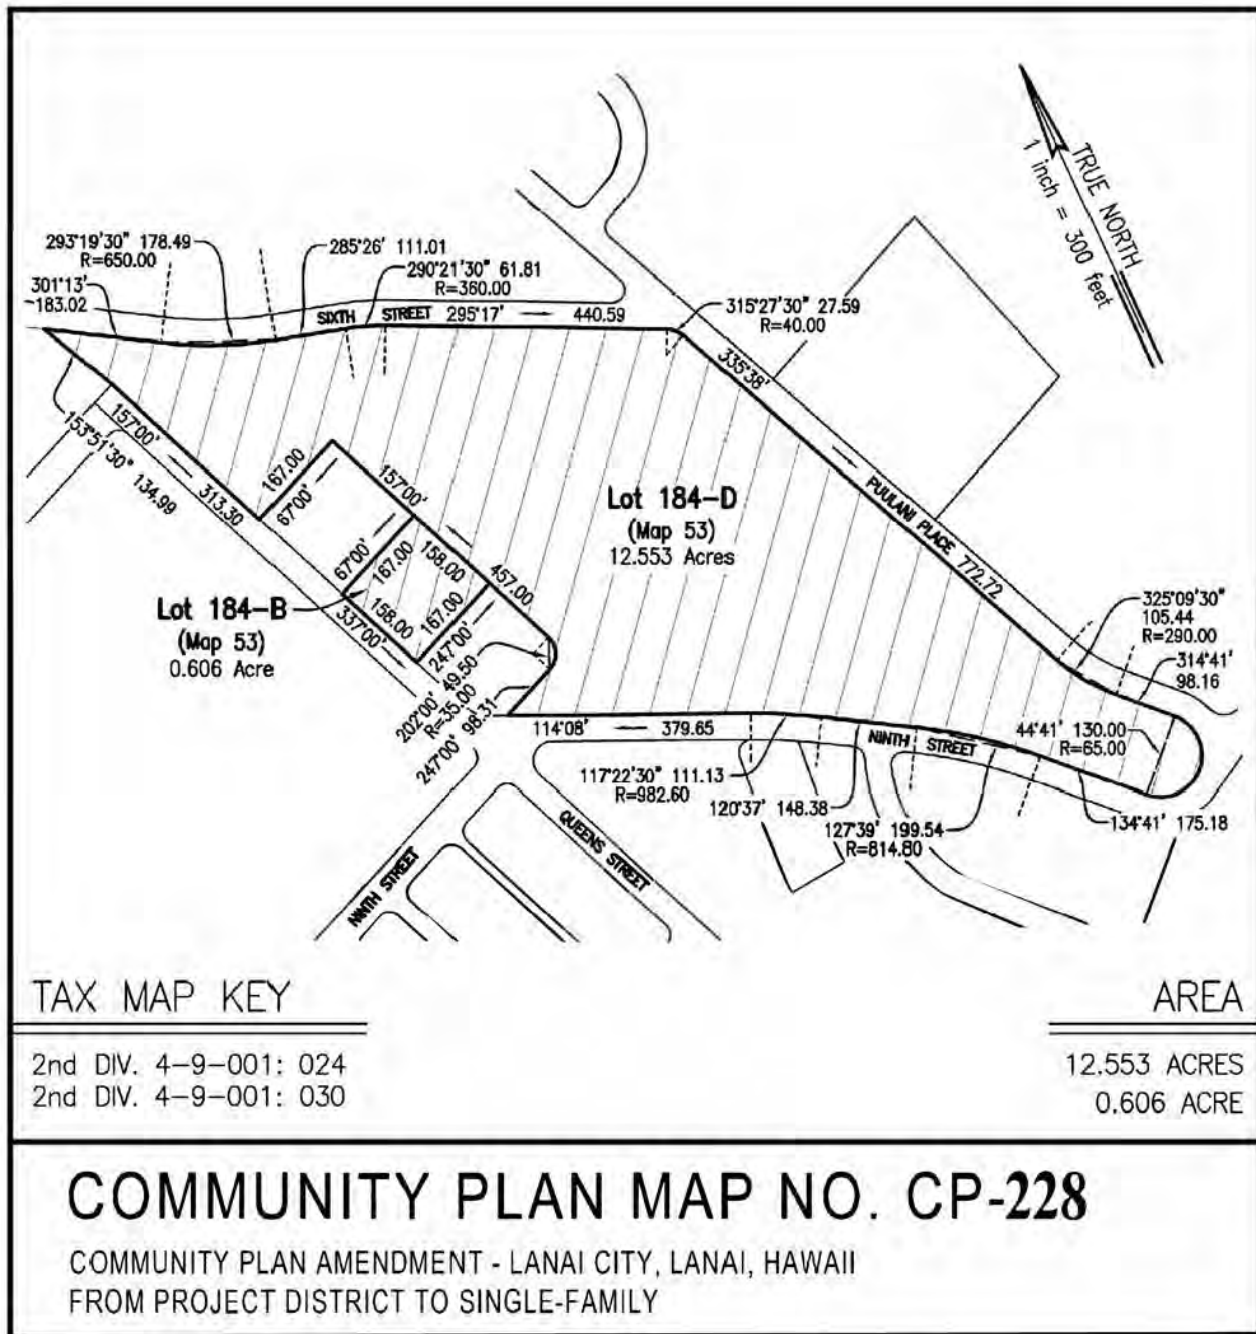 TRUE NORTH
1 inch = 300 feet
293°19'30" 178.49
R=650.00
301°13'
183.02
285°26' 111.01
290°21'30" 61.81
R=360.00
SIXTH STREET 295°17' 440.59
315°27'30" 27.59
R=40.00
335°38'
PUULANI PLACE 772.72
157°00'
313.30
153°51'30" 134.99
167.00
67°00'
157°00'
457.00
67°00'
167.00
158.00
158.00
167.00
337°00'
247°00'
Lot 184-D
(Map 53)
12.553 Acres
Lot 184-B
(Map 53)
0.606 Acre
202°00' 49.50
R=35.00
247°00' 98.31
325°09'30"
105.44
R=290.00
314°41'
98.16
44°41' 130.00
R=65.00
114°08' 379.65
NINTH STREET
117°22'30" 111.13
R=982.60
120°37' 148.38
127°39' 199.54
R=814.80
134°41' 175.18
QUEENS STREET
NINTH STREET
TAX MAP KEY
AREA
2nd DIV. 4-9-001: 024
12.553 ACRES
2nd DIV. 4-9-001: 030
0.606 ACRE
COMMUNITY PLAN MAP NO. CP-228
COMMUNITY PLAN AMENDMENT - LANAI CITY, LANAI, HAWAII
FROM PROJECT DISTRICT TO SINGLE-FAMILY